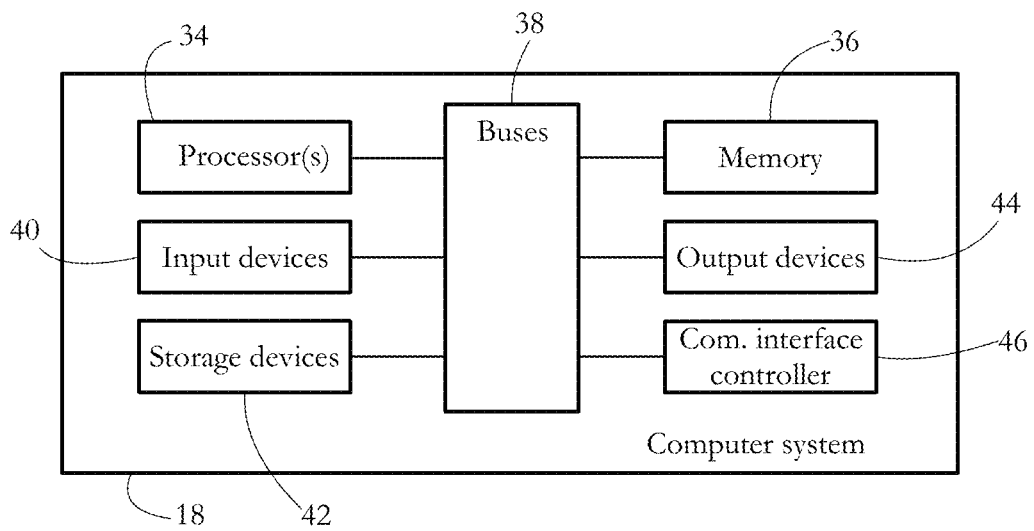 34
38
36
Processor(s)
Buses
Memory
40
Input devices
Output devices
44
Storage devices
Com. interface
controller
46
Computer system
18
42